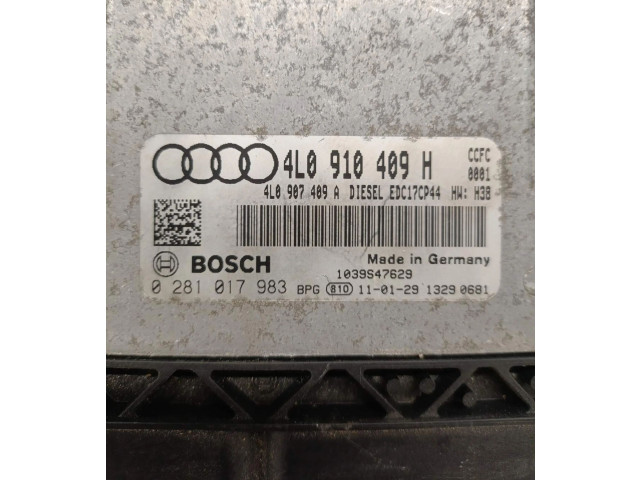 4L0 910 409 H CCFC 0001
4L0 907 409 A DIESEL EDC17CP44 HW: H38
BOSCH Made in Germany
1039S47629
0 281 017 983 BPG 810 11-01-29 1329 0681